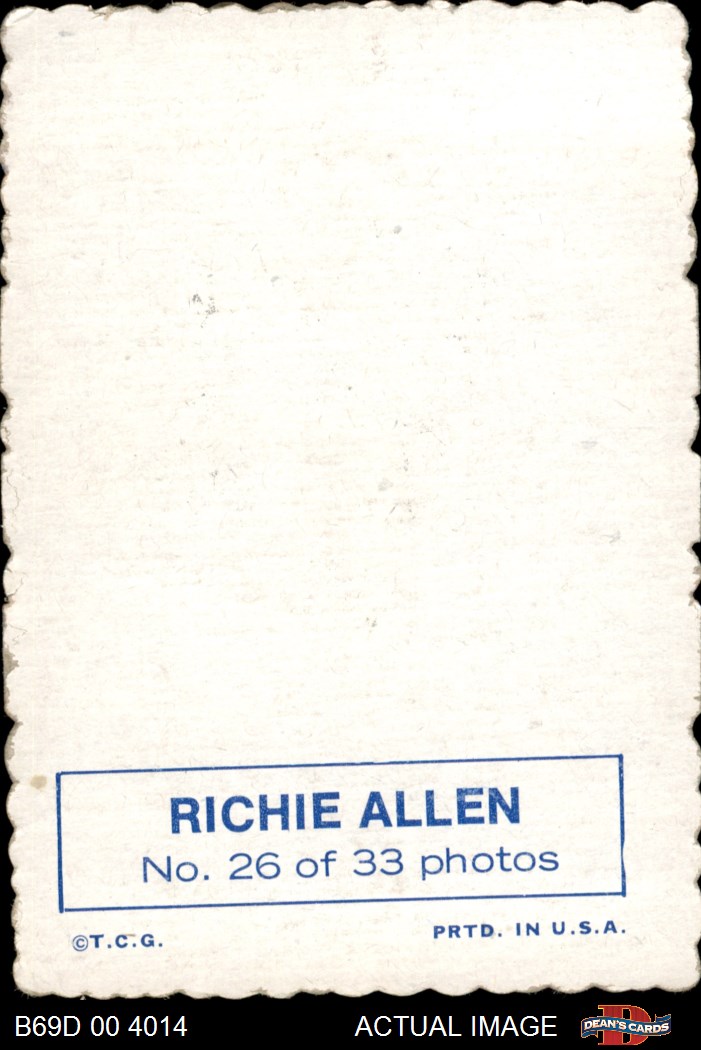 RICHIE ALLEN
No. 26 of 33 photos
©T.C.G.
PRTD. IN U.S.A.
B69D 00 4014
ACTUAL IMAGE
DEAN'S CARDS